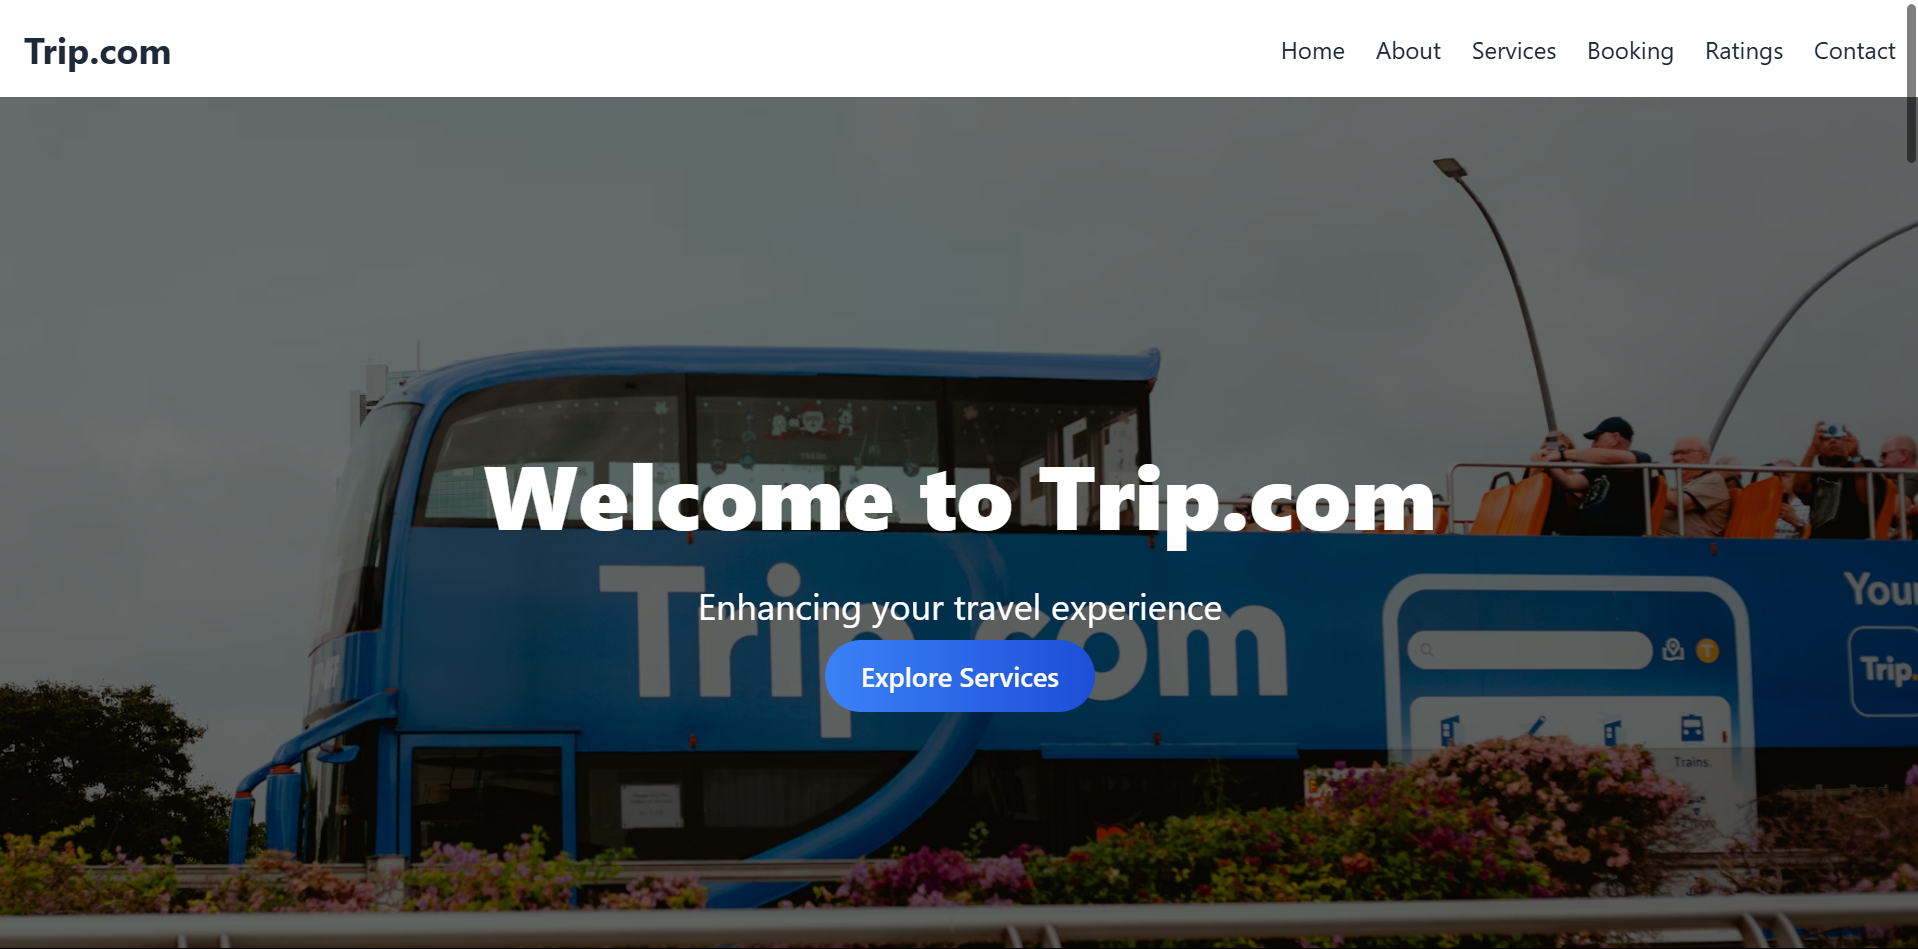 Trip.com
Home About Services Booking Ratings Contact
Welcome to Trip.com
Enhancing your travel experience
Explore Services
Trip.com
Your
Trip.
Trains.